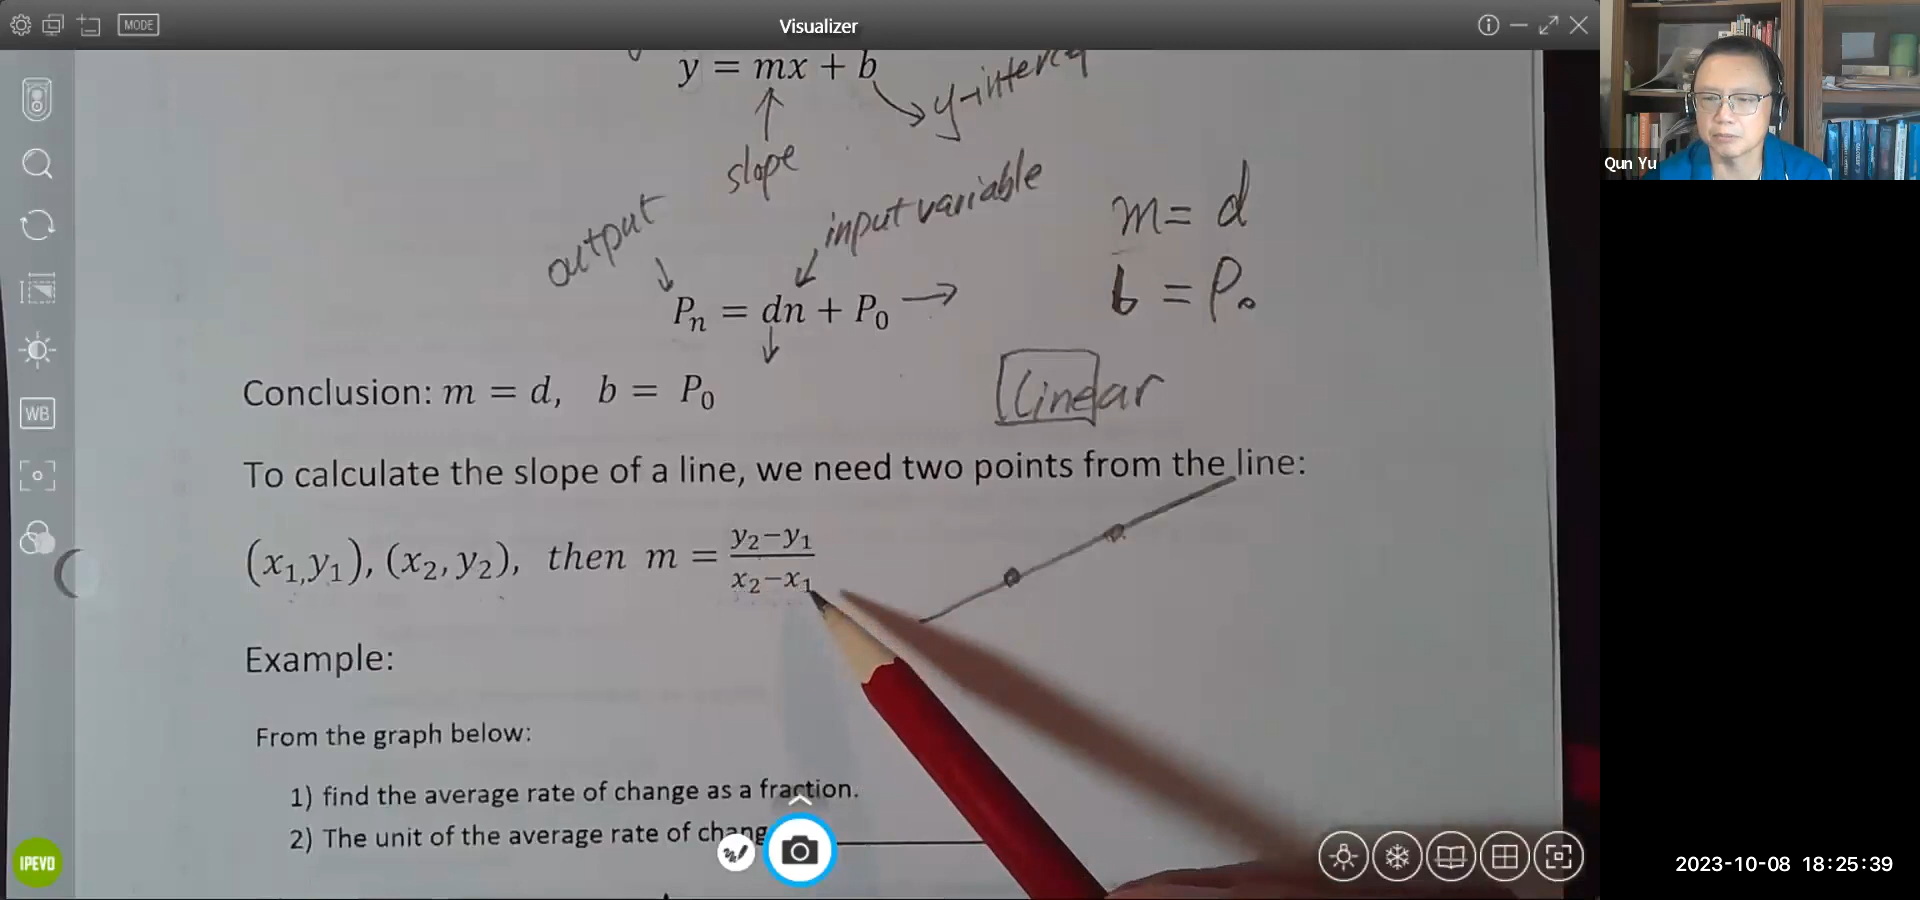 MODE
Visualizer
y = mx + b
y-interc
slope
output
input variable
m = d
b = P₀
Pₙ = dn + P₀ →
Conclusion: m = d, b = P₀
Linear
To calculate the slope of a line, we need two points from the line:
(x₁,y₁), (x₂, y₂), then m = (y₂−y₁)/(x₂−x₁)
Example:
From the graph below:
1) find the average rate of change as a fraction.
2) The unit of the average rate of chang
WB
IPEVO
Qun Yu
2023-10-08 18:25:39